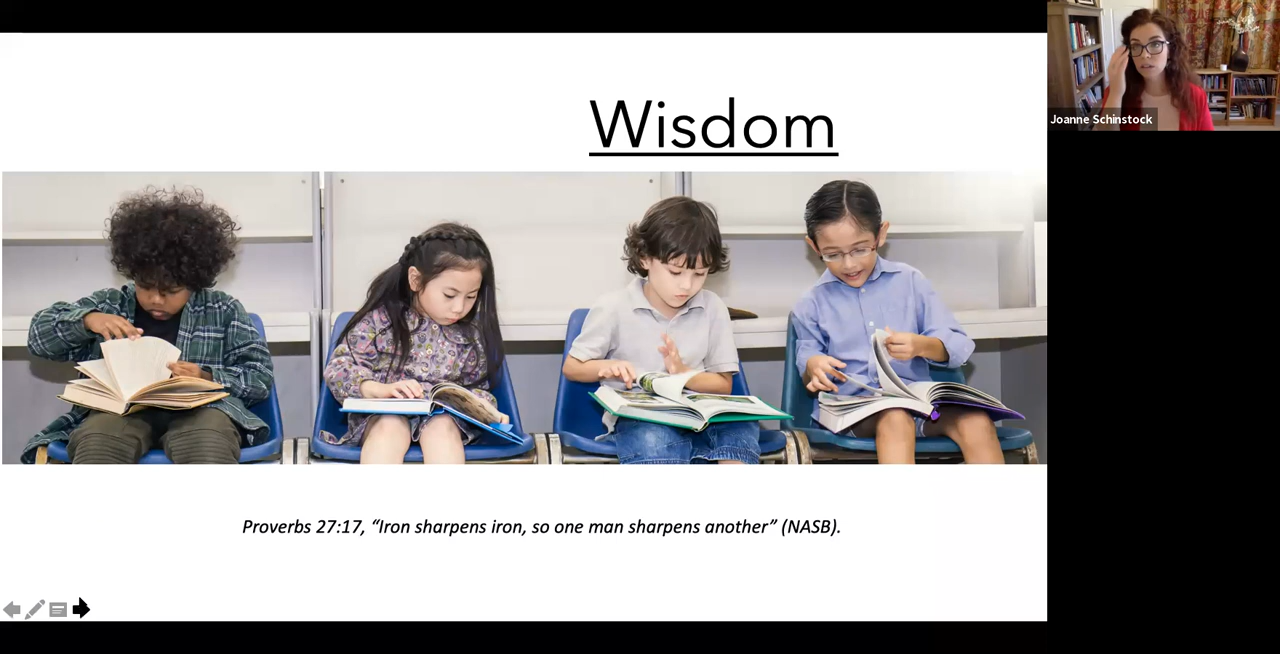 Wisdom
Joanne Schinstock
Proverbs 27:17, “Iron sharpens iron, so one man sharpens another” (NASB).